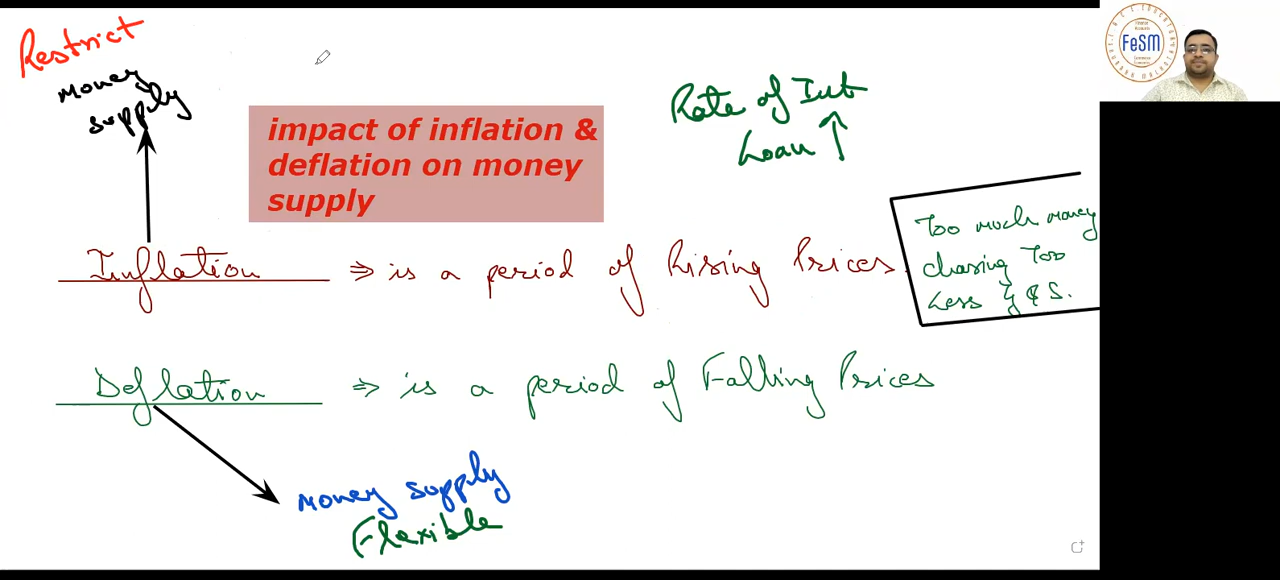 Restrict
Money
supply
impact of inflation &
deflation on money
supply
Rate of Int
Loan ↑
Too much money
chasing Too
Less G & S.
Inflation ⇒ is a period of Rising Prices.
Deflation ⇒ is a period of Falling Prices
Money supply
Flexible
FeSM